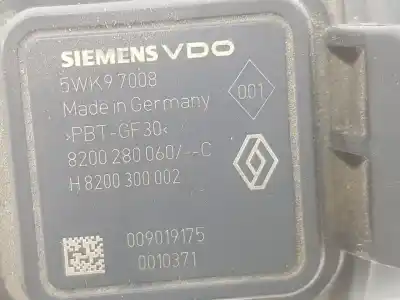 SIEMENS VDO
5WK9 7008
001
Made in Germany
>PBT-GF30<
8200 280 060/--C
H 8200 300 002
009019175
0010371